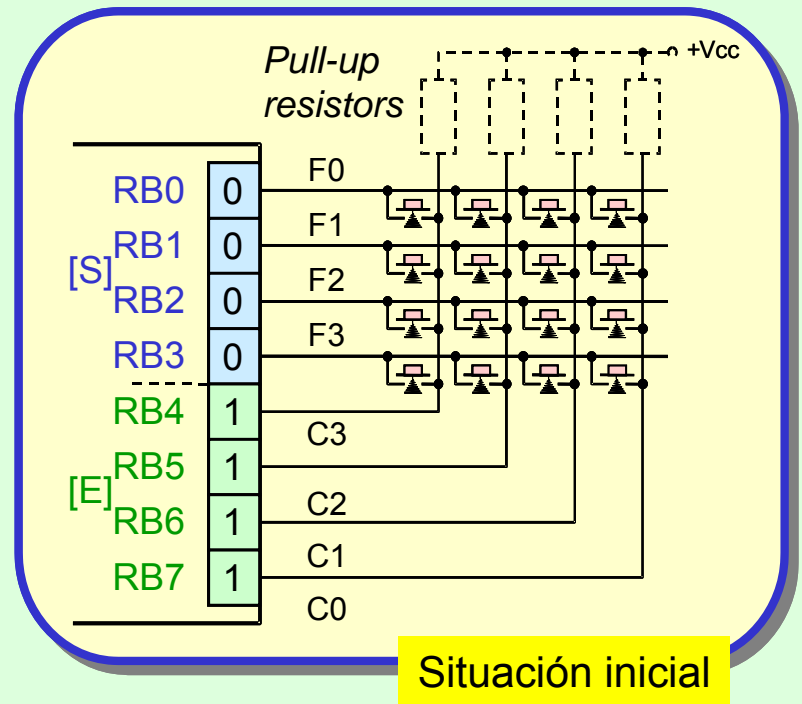 Pull-up +Vcc
resistors
RB0 0 F0
RB1 0 F1
[S]
RB2 0 F2
RB3 0 F3
RB4 1
C3
RB5 1
[E]
RB6 1 C2
RB7 1 C1
C0
Situación inicial